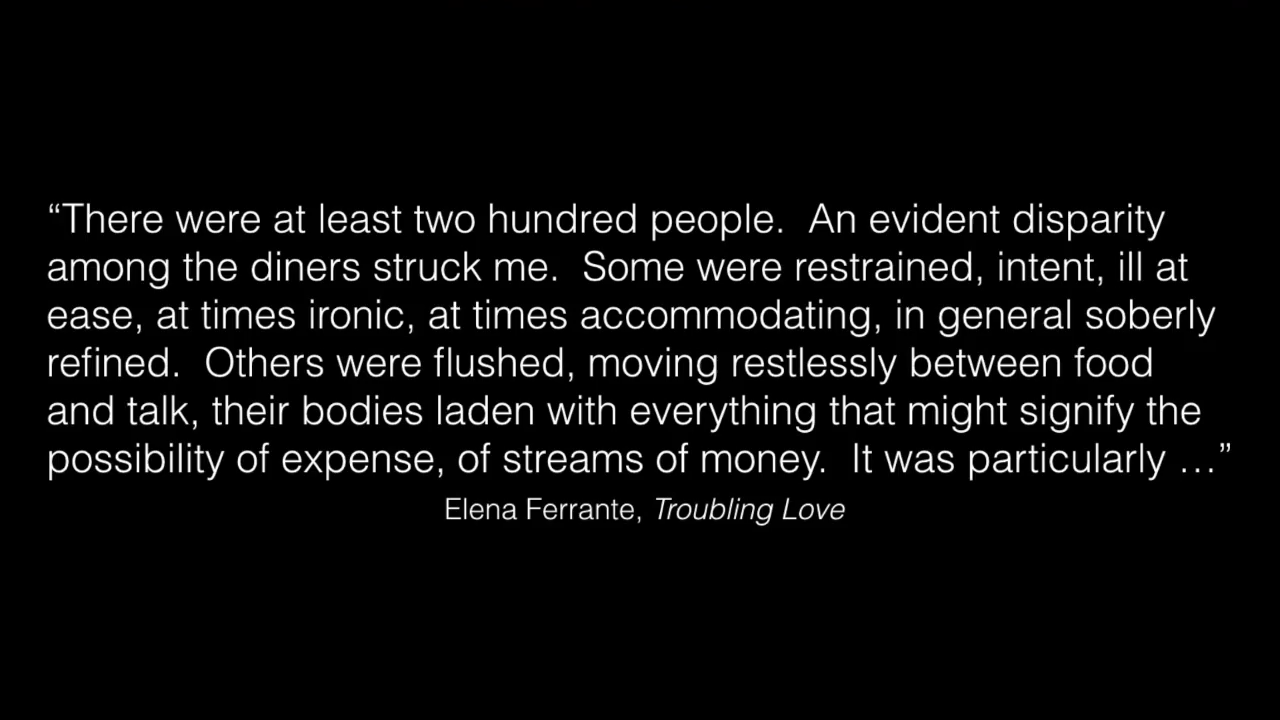 “There were at least two hundred people.  An evident disparity
among the diners struck me.  Some were restrained, intent, ill at
ease, at times ironic, at times accommodating, in general soberly
refined.  Others were flushed, moving restlessly between food
and talk, their bodies laden with everything that might signify the
possibility of expense, of streams of money.  It was particularly …”
Elena Ferrante, Troubling Love